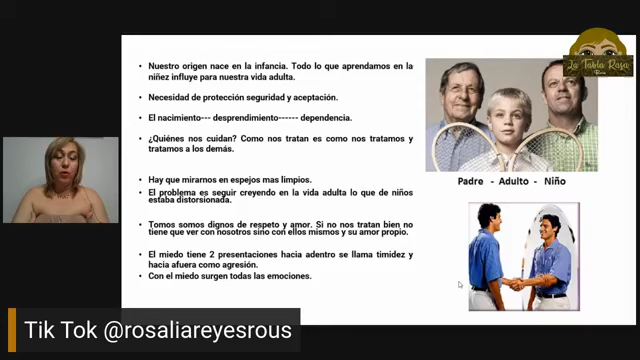 La Tabla Rasa
Nuestro origen nace en la infancia. Todo lo que aprendamos en la
niñez influye para nuestra vida adulta.
Necesidad de protección seguridad y aceptación.
El nacimiento--- desprendimiento------ dependencia.
¿Quiénes nos cuidan? Como nos tratan es como nos tratamos y
tratamos a los demás.
Hay que mirarnos en espejos mas limpios.
El problema es seguir creyendo en la vida adulta lo que de niños
estaba distorsionada.
Tomos somos dignos de respeto y amor. Si no nos tratan bien no
tiene que ver con nosotros sino con ellos mismos y su amor propio.
El miedo tiene 2 presentaciones hacia adentro se llama timidez y
hacia afuera como agresión.
Con el miedo surgen todas las emociones.
Padre - Adulto - Niño
Tik Tok @rosaliareyesrous